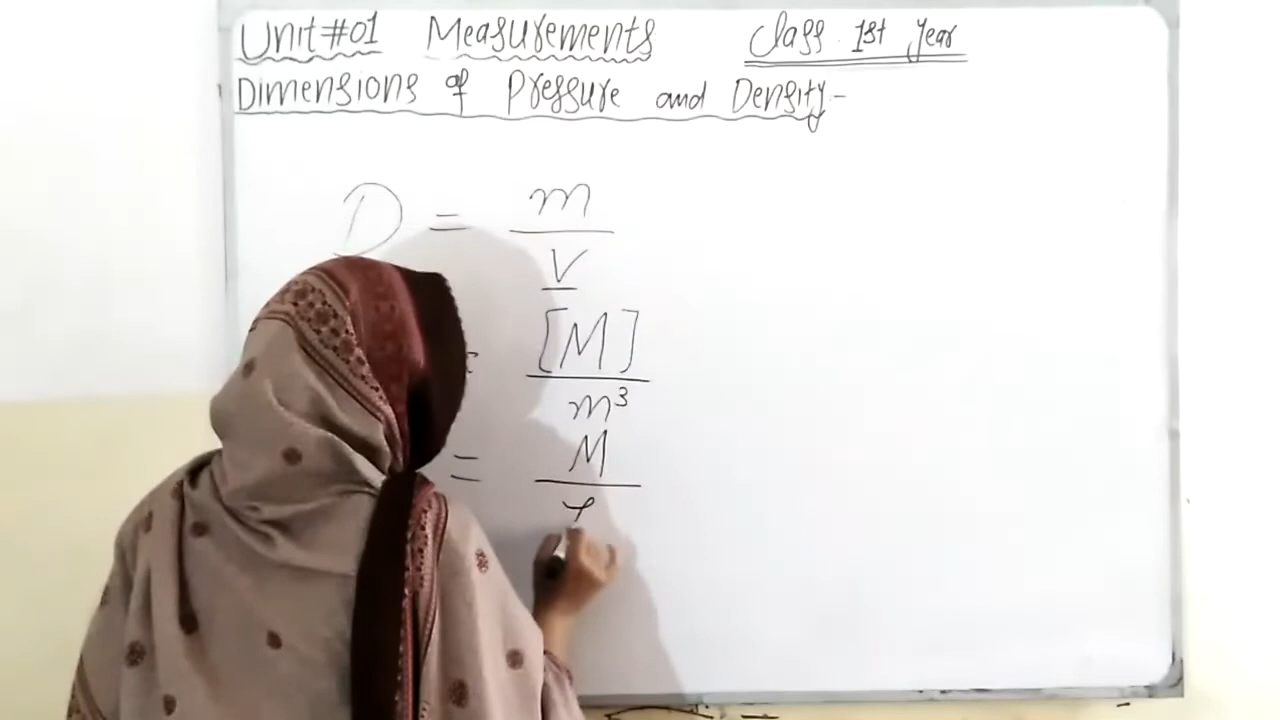 Unit#01 Measurements Class 1st Year
Dimensions of Pressure and Density-
D = m
V
= [M]
m³
= M